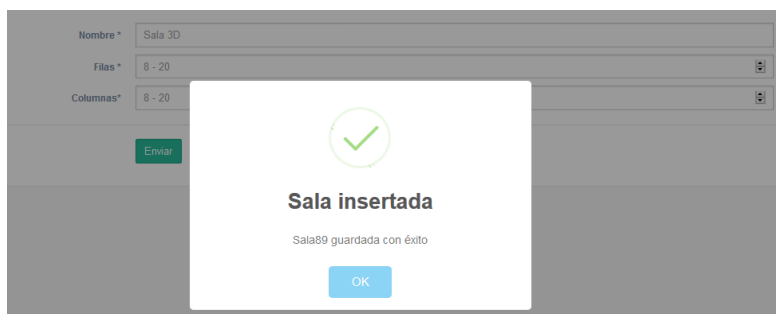 Nombre * Sala 3D
Filas * 8 - 20
Columnas* 8 - 20
Enviar
Sala insertada
Sala89 guardada con éxito
OK